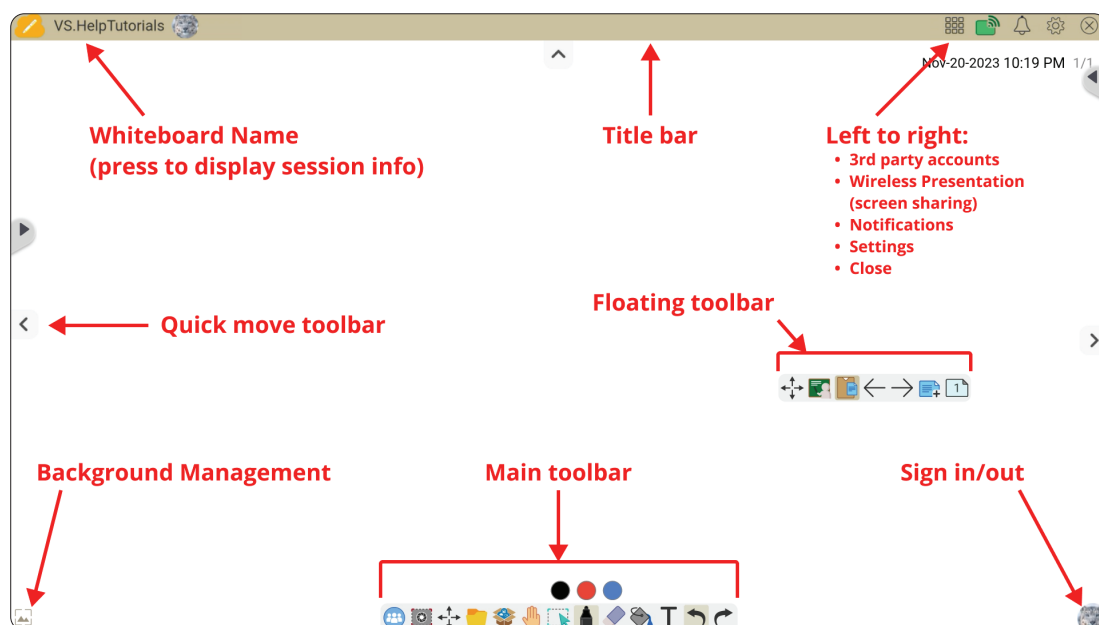 VS.HelpTutorials
Nov-20-2023 10:19 PM 1/1
Whiteboard Name
(press to display session info)
Title bar
Left to right:
• 3rd party accounts
• Wireless Presentation
(screen sharing)
• Notifications
• Settings
• Close
Floating toolbar
Quick move toolbar
1
Background Management
Main toolbar
Sign in/out
T